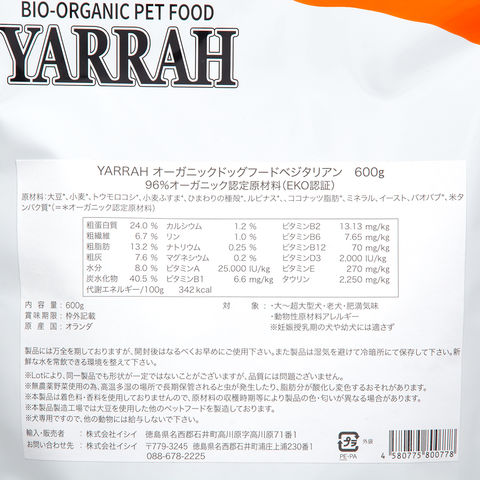 BIO-ORGANIC PET FOOD
YARRAH
YARRAH オーガニックドッグフードベジタリアン 600g
96%オーガニック認定原材料(EKO認証)
原材料:大豆*、小麦*、トウモロコシ*、小麦ふすま*、ひまわりの種殻*、ルピナス*、ココナッツ脂肪*、ミネラル、イースト、バオバブ*、米タ
ンパク質*(=*オーガニック認定原材料)
粗蛋白質 24.0 % カルシウム 1.2 % ビタミンB2 13.13 mg/kg
粗繊維 6.7 % リン 1.0 % ビタミンB6 7.65 mg/kg
粗脂肪 13.2 % ナトリウム 0.25 % ビタミンB12 70 mg/kg
粗灰 7.6 % マグネシウム 0.2 % ビタミンD3 2,000 IU/kg
水分 8.0 % ビタミンA 25,000 IU/kg ビタミンE 270 mg/kg
炭水化物 40.5 % ビタミンB1 6.6 mg/kg タウリン 2,250 mg/kg
代謝エネルギー/100g 342kcal
内容量:600g 対象:・犬~超大型犬・老犬・肥満気味
賞味期限:枠外記載 ・動物性原材料アレルギー
原産国:オランダ ※妊娠授乳期の犬や幼犬には適さず
製品には万全を期しておりますが、開封後はなるべくお早めにご使用下さい。また製品は湿気を避けて冷暗所にて保存して下さい。新
鮮な水を常飲できる環境を整えて下さい。
※Lotにより、同一製品でも形状が一定ではないことがございますが、品質には問題ございません。
※無農薬野菜使用の為、高温多湿の場所で長期保管されると虫が発生したり、脂肪分が酸化し変色するおそれがあります。
※本製品は着色料・香料を使用しておりませんので、原材料の収穫時期等により製品の色・匂いが異なる場合があります。
※本製品製造工場では大豆を使用した他のペットフードを製造しております。
※犬専用ですので、他の動物には給与しないで下さい。
輸入・販売者:株式会社イシイ 徳島県名西郡石井町高川原字高川原71番1
お問い合わせ先:株式会社イシイ 〒779-3245 徳島県名西郡石井町浦庄上浦230番1
088-678-2225
プラ
外袋
PE-PA
4 580775 800778